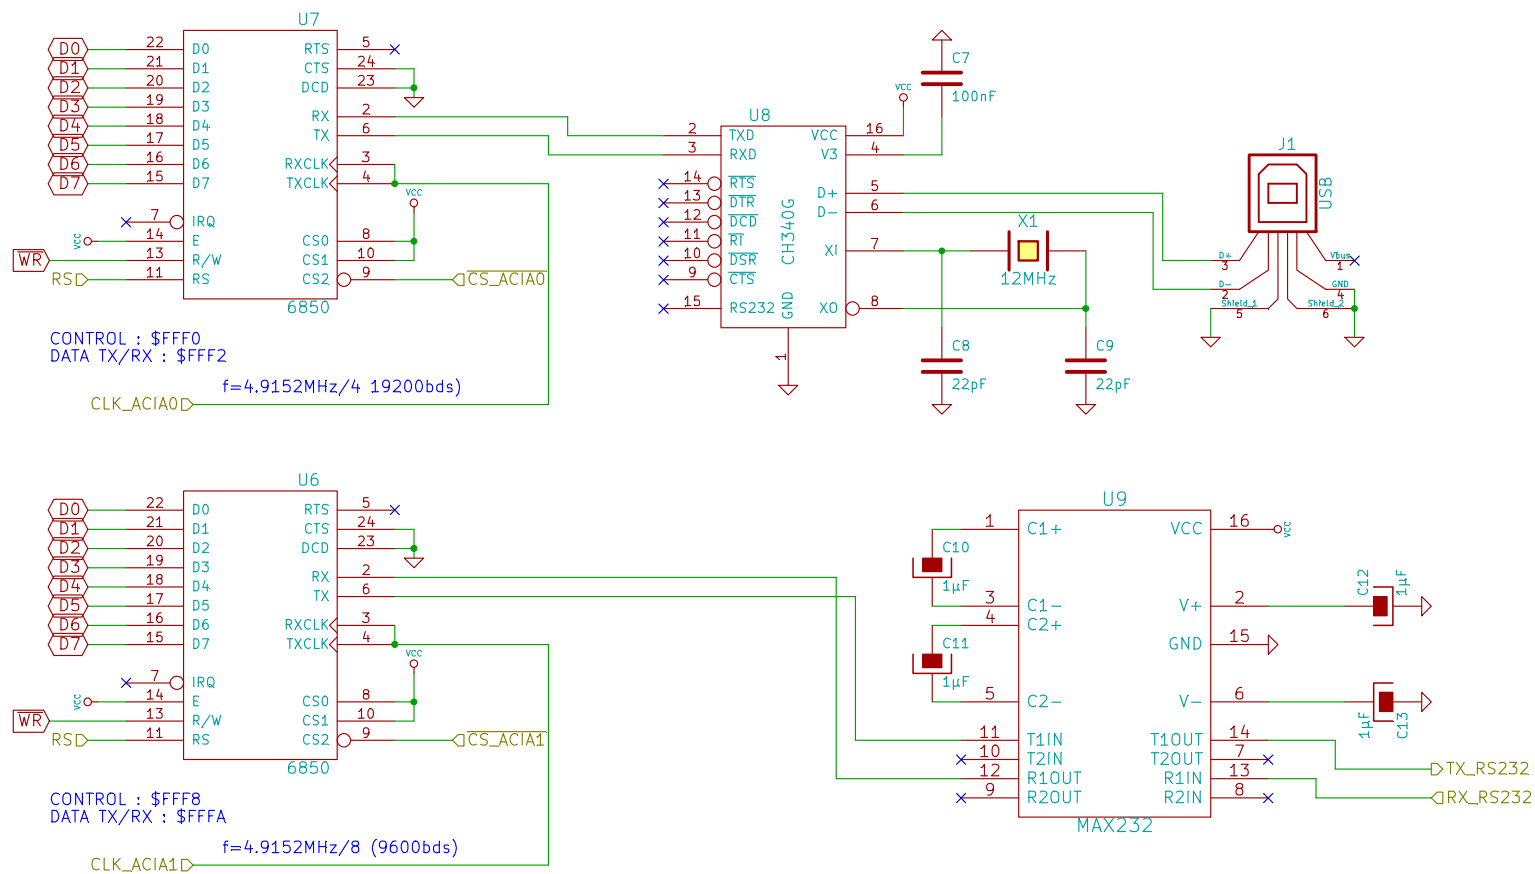 U7
D0 22 D0 RTS 5
D1 21 D1 CTS 24
D2 20 D2 DCD 23
D3 19 D3
D4 18 D4 RX 2
D5 17 D5 TX 6
D6 16 D6 RXCLK 3
D7 15 D7 TXCLK 4
VCC
7 IRQ
VCC 14 E CS0 8
WR 13 R/W CS1 10
RS 11 RS CS2 9 CS_ACIA0
6850
CONTROL : $FFF0
DATA TX/RX : $FFF2
f=4.9152MHz/4 19200bds)
CLK_ACIA0
U8
2 TXD VCC 16
3 RXD V3 4
14 RTS
13 DTR D+ 5
12 DCD D- 6
11 RI
10 DSR XI 7
9 CTS
15 RS232 XO 8
CH340G
GND
1
VCC
C7
100nF
X1
12MHz
C8
22pF
C9
22pF
J1
USB
D+
3
Vbus
1
D-
2
GND
4
Shield_1
5
Shield_2
6
U6
D0 22 D0 RTS 5
D1 21 D1 CTS 24
D2 20 D2 DCD 23
D3 19 D3
D4 18 D4 RX 2
D5 17 D5 TX 6
D6 16 D6 RXCLK 3
D7 15 D7 TXCLK 4
VCC
7 IRQ
VCC 14 E CS0 8
WR 13 R/W CS1 10
RS 11 RS CS2 9 CS_ACIA1
6850
CONTROL : $FFF8
DATA TX/RX : $FFFA
f=4.9152MHz/8 (9600bds)
CLK_ACIA1
U9
1 C1+ VCC 16 VCC
C10
1µF
3 C1- V+ 2
C12
1µF
4 C2+
GND 15
C11
1µF
5 C2- V- 6
1µF
C13
11 T1IN T1OUT 14
10 T2IN T2OUT 7 TX_RS232
12 R1OUT R1IN 13
9 R2OUT R2IN 8 RX_RS232
MAX232